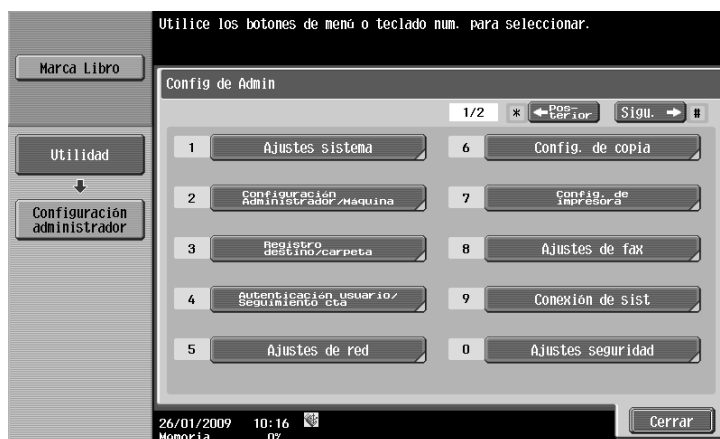 Utilice los botones de menú o teclado num. para seleccionar.
Marca Libro
Config de Admin
1/2 * ←Pos-
terior Sigu. → #
Utilidad
Configuración
administrador
1 Ajustes sistema
2 Configuración
Administrador/Máquina
3 Registro
destino/carpeta
4 Autenticación usuario/
Seguimiento cta
5 Ajustes de red
6 Config. de copia
7 Config. de
impresora
8 Ajustes de fax
9 Conexión de sist
0 Ajustes seguridad
26/01/2009 10:16
Memoria 0%
Cerrar